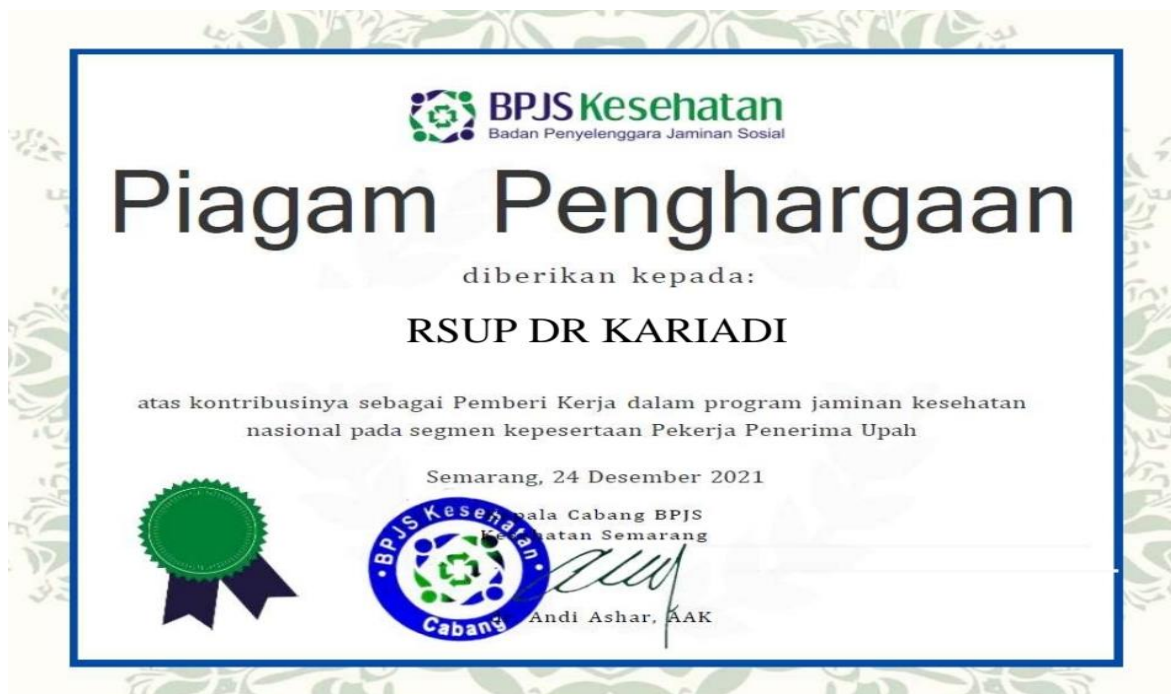 BPJS Kesehatan
Badan Penyelenggara Jaminan Sosial
Piagam Penghargaan
diberikan kepada:
RSUP DR KARIADI
atas kontribusinya sebagai Pemberi Kerja dalam program jaminan kesehatan
nasional pada segmen kepesertaan Pekerja Penerima Upah
Semarang, 24 Desember 2021
Cabang BPJS
Semarang
BPJS Kesehatan
Cabang
Andi Ashar, AAK